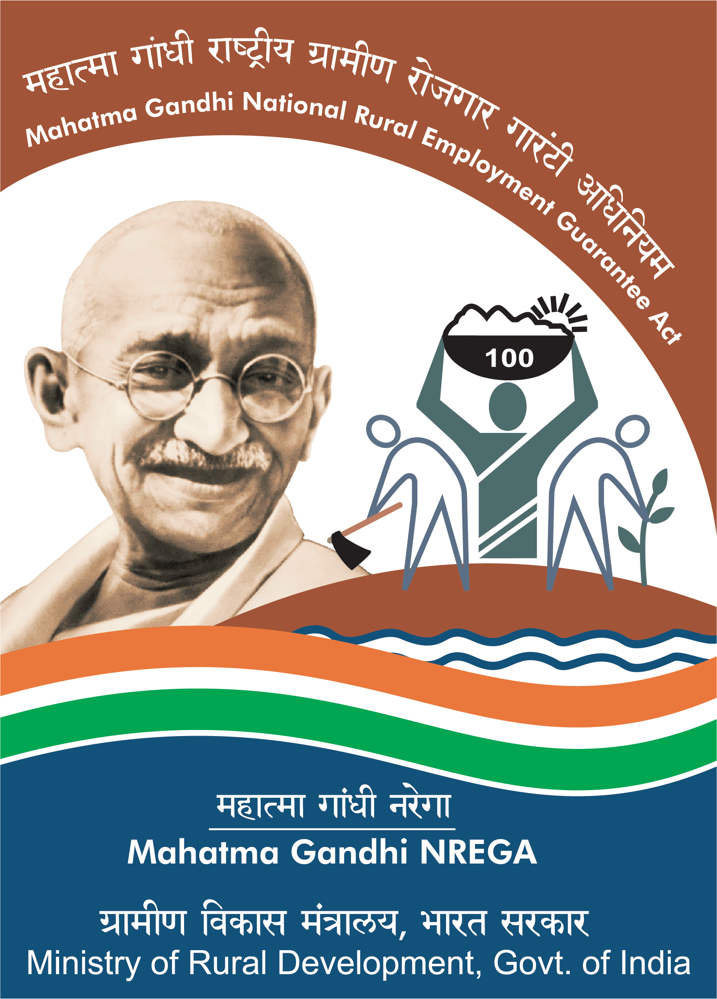 महात्मा गांधी राष्ट्रीय ग्रामीण रोजगार गारंटी अधिनियम
Mahatma Gandhi National Rural Employment Guarantee Act
100
महात्मा गांधी नरेगा
Mahatma Gandhi NREGA
ग्रामीण विकास मंत्रालय, भारत सरकार
Ministry of Rural Development, Govt. of India